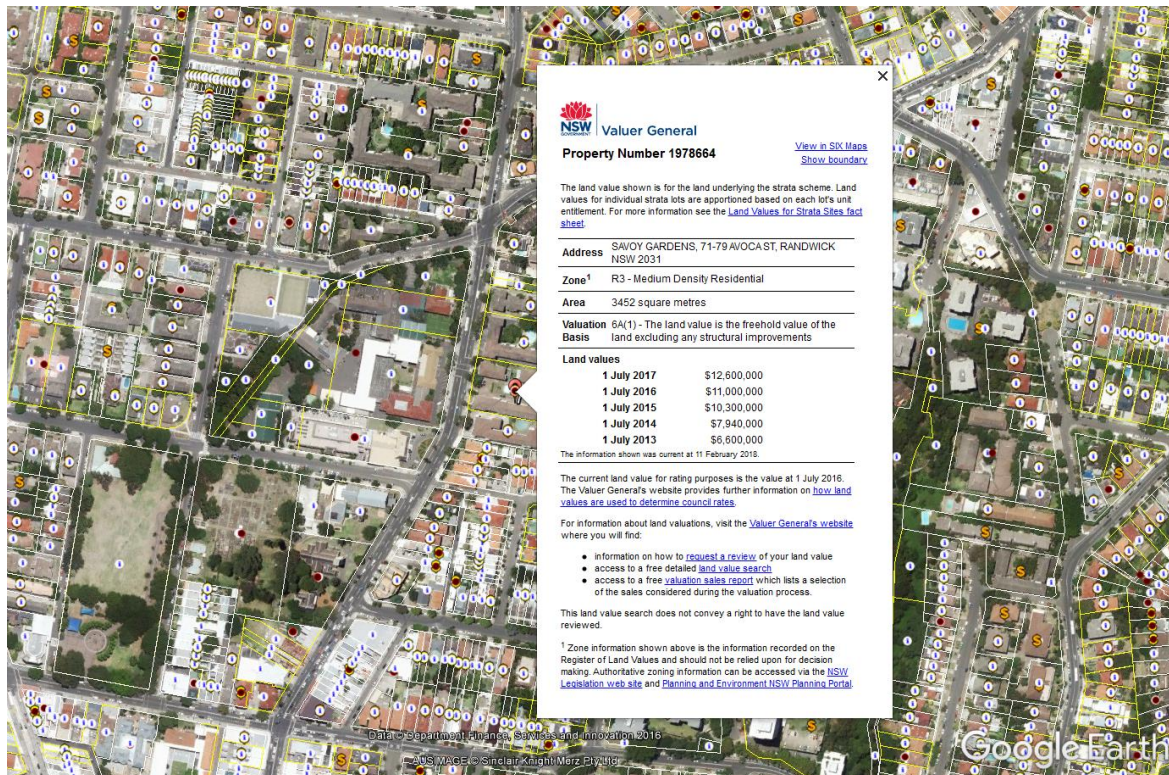 NSW
GOVERNMENT
Valuer General
Property Number 1978664
View in SIX Maps
Show boundary
The land value shown is for the land underlying the strata scheme. Land
values for individual strata lots are apportioned based on each lot's unit
entitlement. For more information see the Land Values for Strata Sites fact
sheet.
Address SAVOY GARDENS, 71-79 AVOCA ST, RANDWICK
NSW 2031
Zone1 R3 - Medium Density Residential
Area 3452 square metres
Valuation 6A(1) - The land value is the freehold value of the
Basis land excluding any structural improvements
Land values
1 July 2017 $12,600,000
1 July 2016 $11,000,000
1 July 2015 $10,300,000
1 July 2014 $7,940,000
1 July 2013 $6,600,000
The information shown was current at 11 February 2018.
The current land value for rating purposes is the value at 1 July 2016.
The Valuer General's website provides further information on how land
values are used to determine council rates.
For information about land valuations, visit the Valuer General's website
where you will find:
● information on how to request a review of your land value
● access to a free detailed land value search
● access to a free valuation sales report which lists a selection
of the sales considered during the valuation process.
This land value search does not convey a right to have the land value
reviewed.
1 Zone information shown above is the information recorded on the
Register of Land Values and should not be relied upon for decision
making. Authoritative zoning information can be accessed via the NSW
Legislation web site and Planning and Environment NSW Planning Portal.
Data © Department Finance, Services and Innovation 2016
AUSIMAGE © Sinclair Knight Merz Pty Ltd
Google Earth